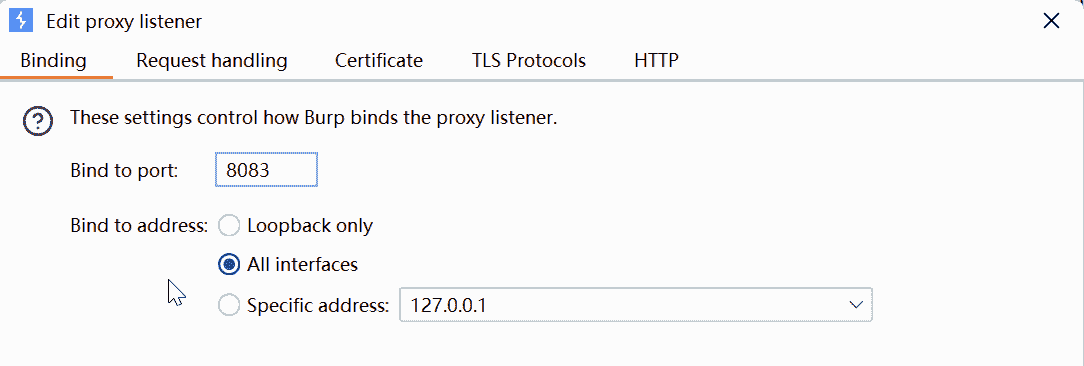 Edit proxy listener
Binding Request handling Certificate TLS Protocols HTTP
? These settings control how Burp binds the proxy listener.
Bind to port: 8083
Bind to address: Loopback only
All interfaces
Specific address: 127.0.0.1